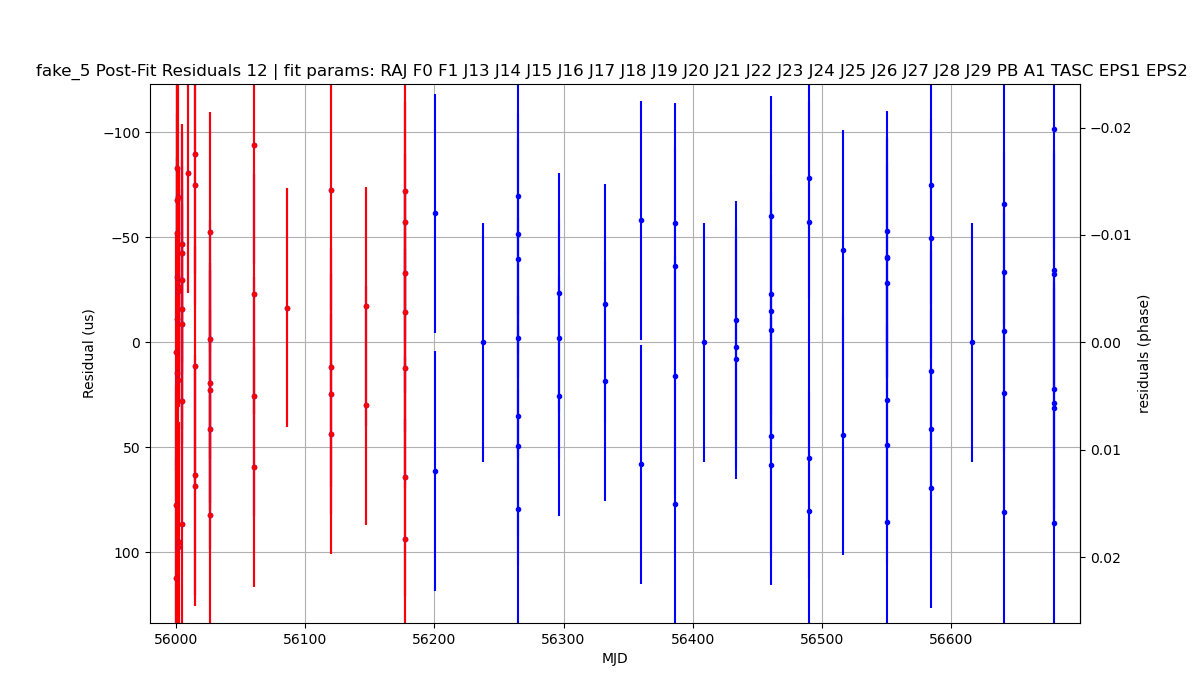 fake_5 Post-Fit Residuals 12 | fit params: RAJ F0 F1 J13 J14 J15 J16 J17 J18 J19 J20 J21 J22 J23 J24 J25 J26 J27 J28 J29 PB A1 TASC EPS1 EPS2
Residual (us)
−100
−50
0
50
100
−0.02
−0.01
0.00
0.01
0.02
residuals (phase)
56000 56100 56200 56300 56400 56500 56600
MJD